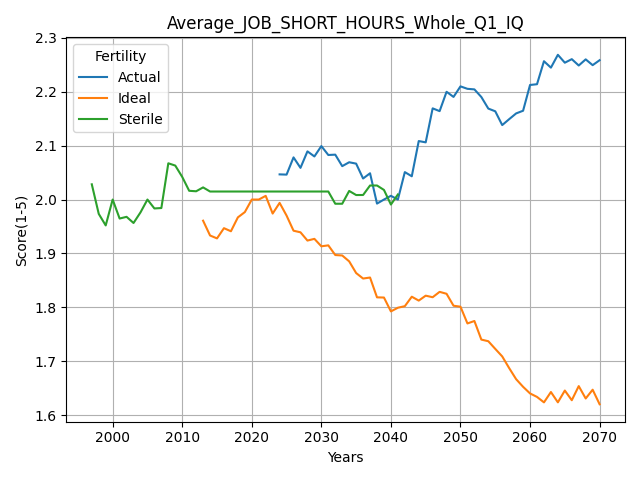 Average_JOB_SHORT_HOURS_Whole_Q1_IQ
Score(1-5)
2.3
2.2
2.1
2.0
1.9
1.8
1.7
1.6
Fertility
Actual
Ideal
Sterile
2000 2010 2020 2030 2040 2050 2060 2070
Years